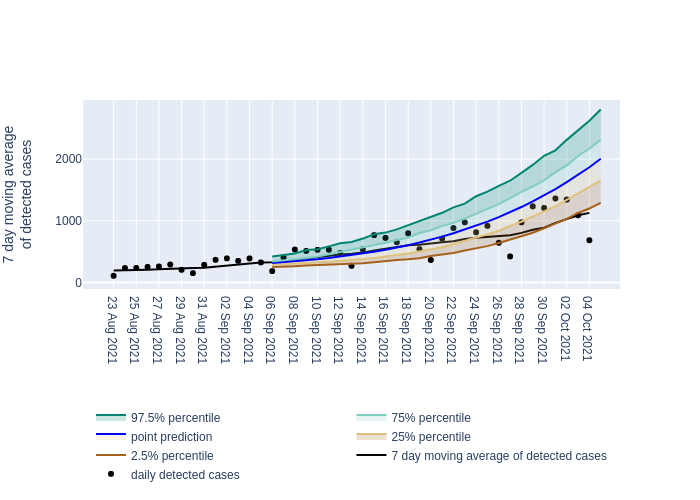 7 day moving average
of detected cases
2000
1000
0
23 Aug 2021
25 Aug 2021
27 Aug 2021
29 Aug 2021
31 Aug 2021
02 Sep 2021
04 Sep 2021
06 Sep 2021
08 Sep 2021
10 Sep 2021
12 Sep 2021
14 Sep 2021
16 Sep 2021
18 Sep 2021
20 Sep 2021
22 Sep 2021
24 Sep 2021
26 Sep 2021
28 Sep 2021
30 Sep 2021
02 Oct 2021
04 Oct 2021
97.5% percentile
75% percentile
point prediction
25% percentile
2.5% percentile
7 day moving average of detected cases
daily detected cases